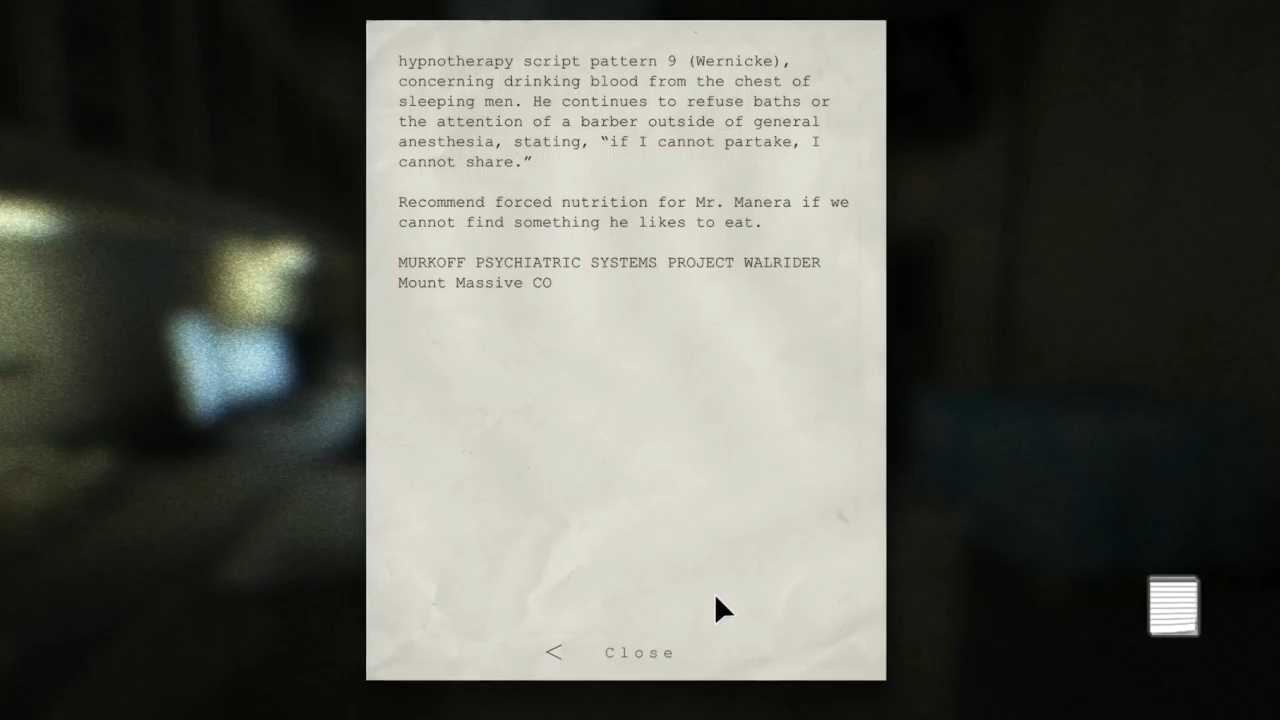 hypnotherapy script pattern 9 (Wernicke),
concerning drinking blood from the chest of
sleeping men. He continues to refuse baths or
the attention of a barber outside of general
anesthesia, stating, “if I cannot partake, I
cannot share.”
Recommend forced nutrition for Mr. Manera if we
cannot find something he likes to eat.
MURKOFF PSYCHIATRIC SYSTEMS PROJECT WALRIDER
Mount Massive CO
< Close